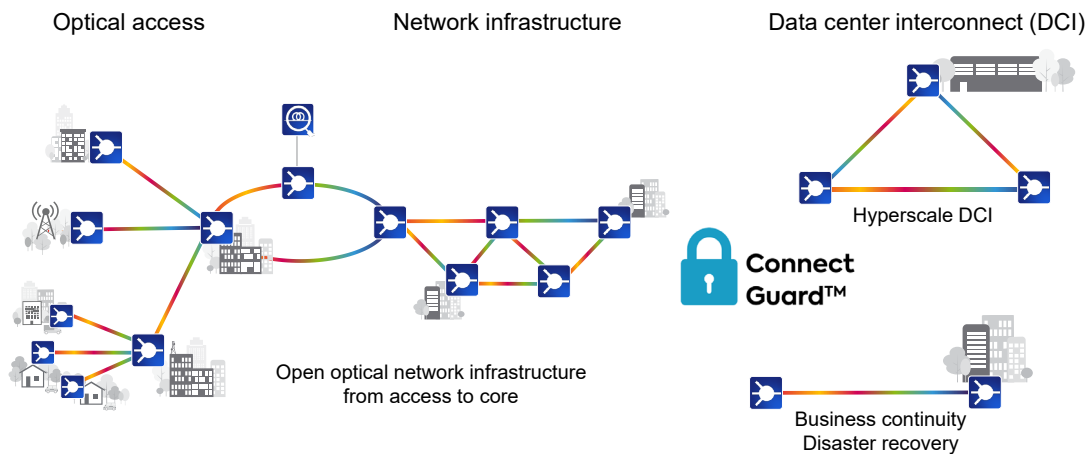 Optical access
Network infrastructure
Data center interconnect (DCI)
Hyperscale DCI
Connect
Guard™
Open optical network infrastructure
from access to core
Business continuity
Disaster recovery